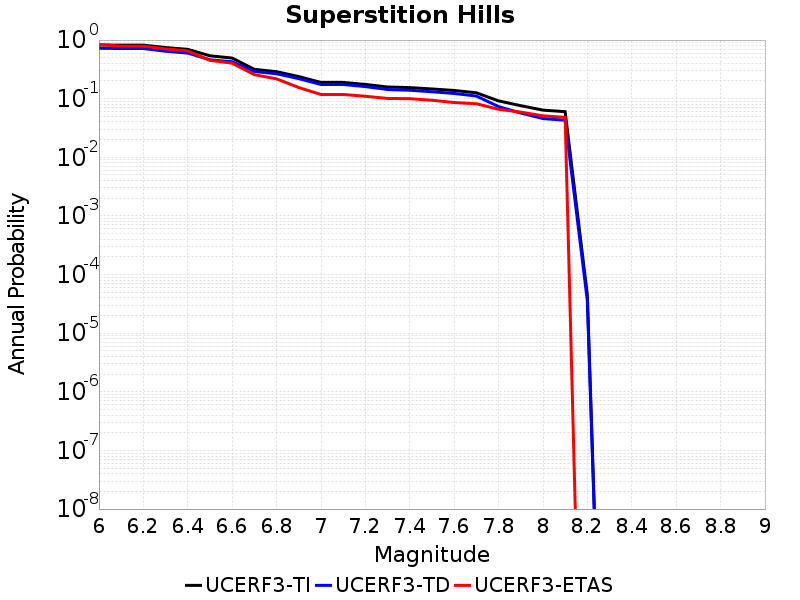 Superstition Hills
Annual Probability
10^0
10^-1
10^-2
10^-3
10^-4
10^-5
10^-6
10^-7
10^-8
6 6.2 6.4 6.6 6.8 7 7.2 7.4 7.6 7.8 8 8.2 8.4 8.6 8.8 9
Magnitude
UCERF3-TI UCERF3-TD UCERF3-ETAS